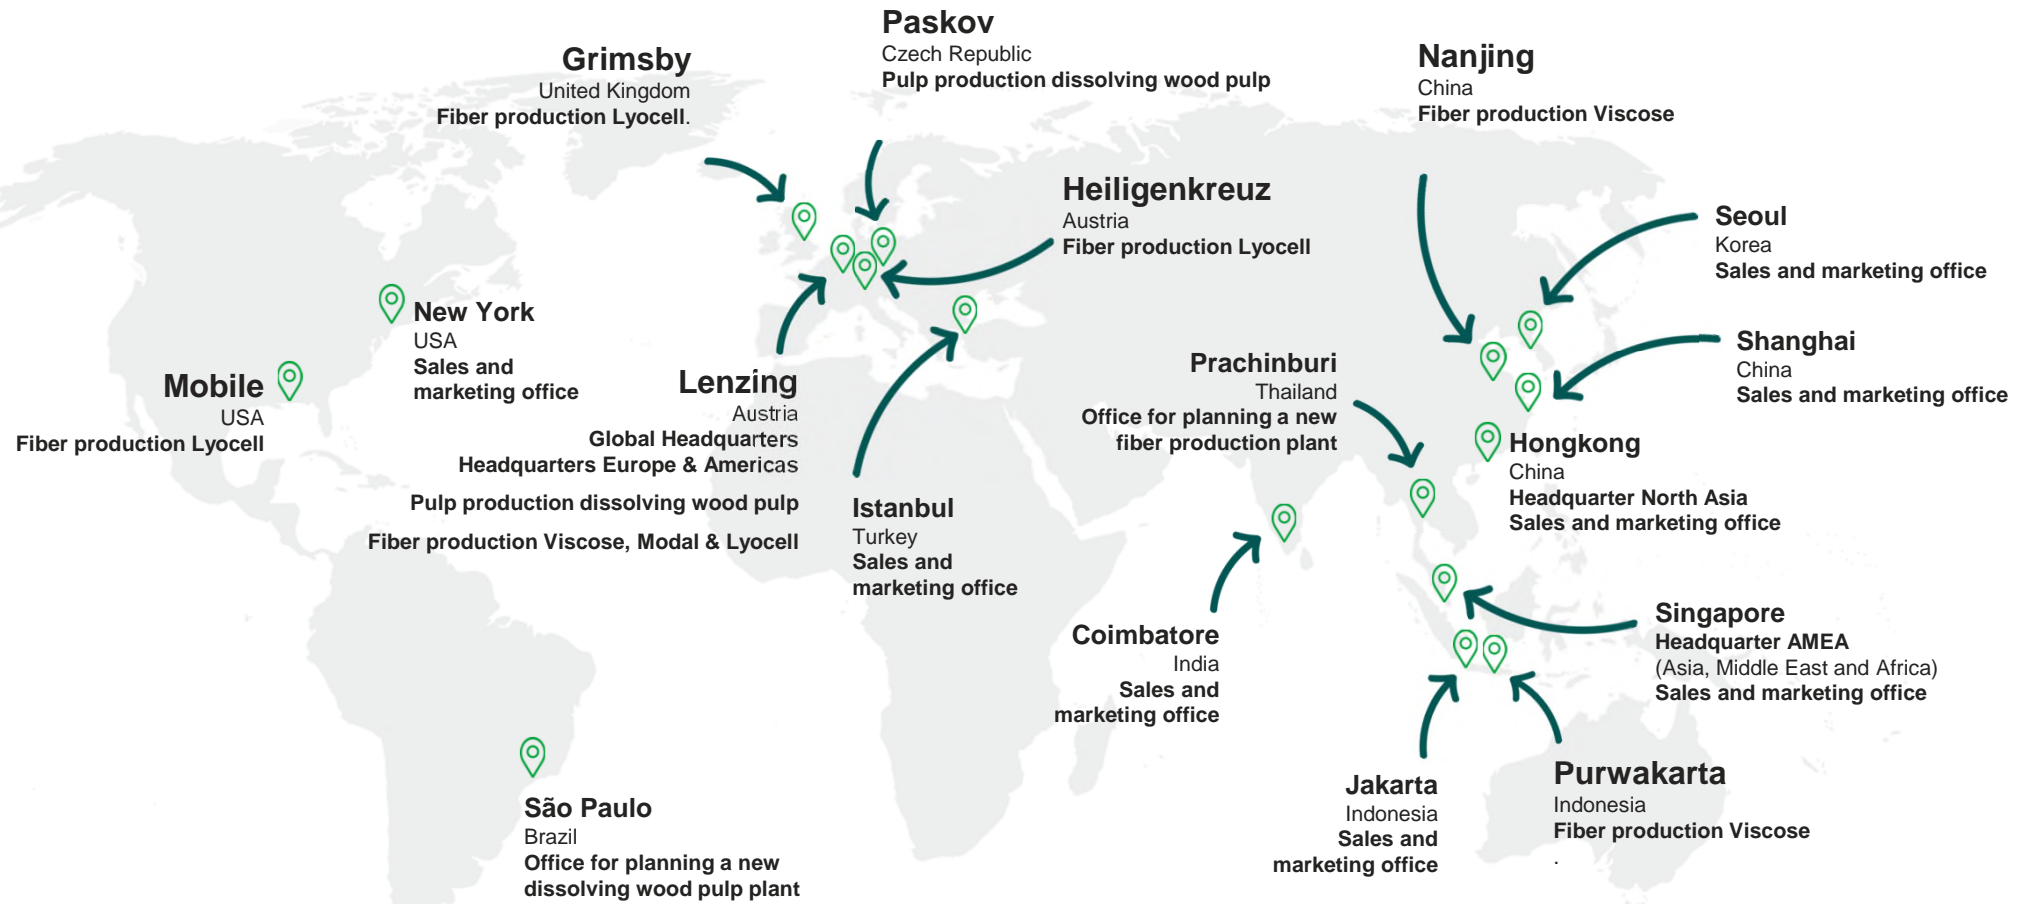 Paskov
Czech Republic
Pulp production dissolving wood pulp
Grimsby
United Kingdom
Fiber production Lyocell.
Nanjing
China
Fiber production Viscose
Heiligenkreuz
Austria
Fiber production Lyocell
Seoul
Korea
Sales and marketing office
New York
USA
Sales and
marketing office
Shanghai
China
Sales and marketing office
Mobile
USA
Fiber production Lyocell
Lenzing
Austria
Global Headquarters
Headquarters Europe & Americas
Pulp production dissolving wood pulp
Fiber production Viscose, Modal & Lyocell
Prachinburi
Thailand
Office for planning a new
fiber production plant
Hongkong
China
Headquarter North Asia
Sales and marketing office
Istanbul
Turkey
Sales and
marketing office
Coimbatore
India
Sales and
marketing office
Singapore
Headquarter AMEA
(Asia, Middle East and Africa)
Sales and marketing office
São Paulo
Brazil
Office for planning a new
dissolving wood pulp plant
Jakarta
Indonesia
Sales and
marketing office
Purwakarta
Indonesia
Fiber production Viscose
.